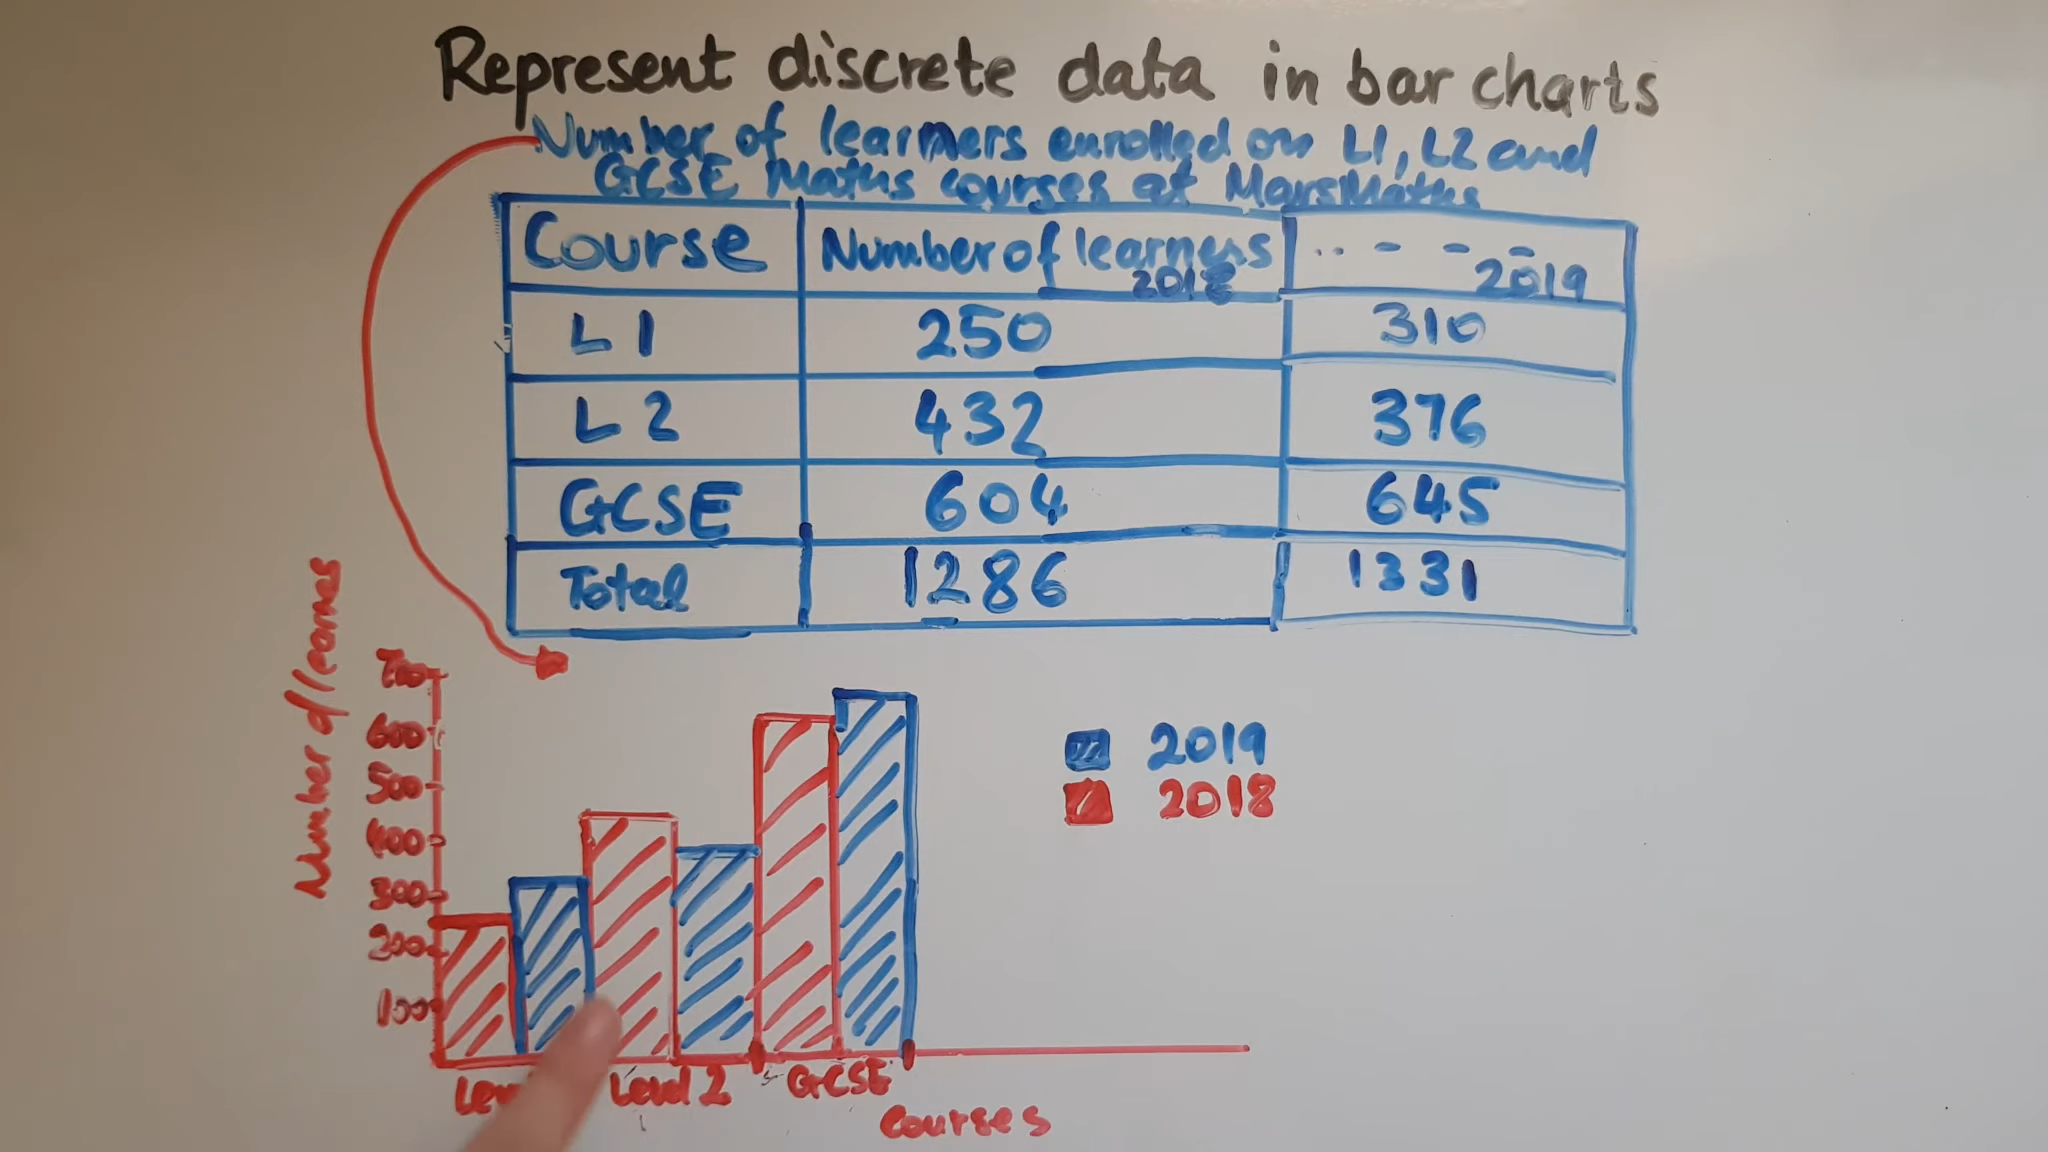 Represent discrete data in bar charts
Number of learners enrolled on L1, L2 and
GCSE Maths courses at MarsMaths
Course Number of learners 2018 .. - - - 2019
L1 250 310
L2 432 376
GCSE 604 645
Total 1286 1331
Number of learners
700
600
500
400
300
200
100
2019
2018
Level 2 GCSE
Courses